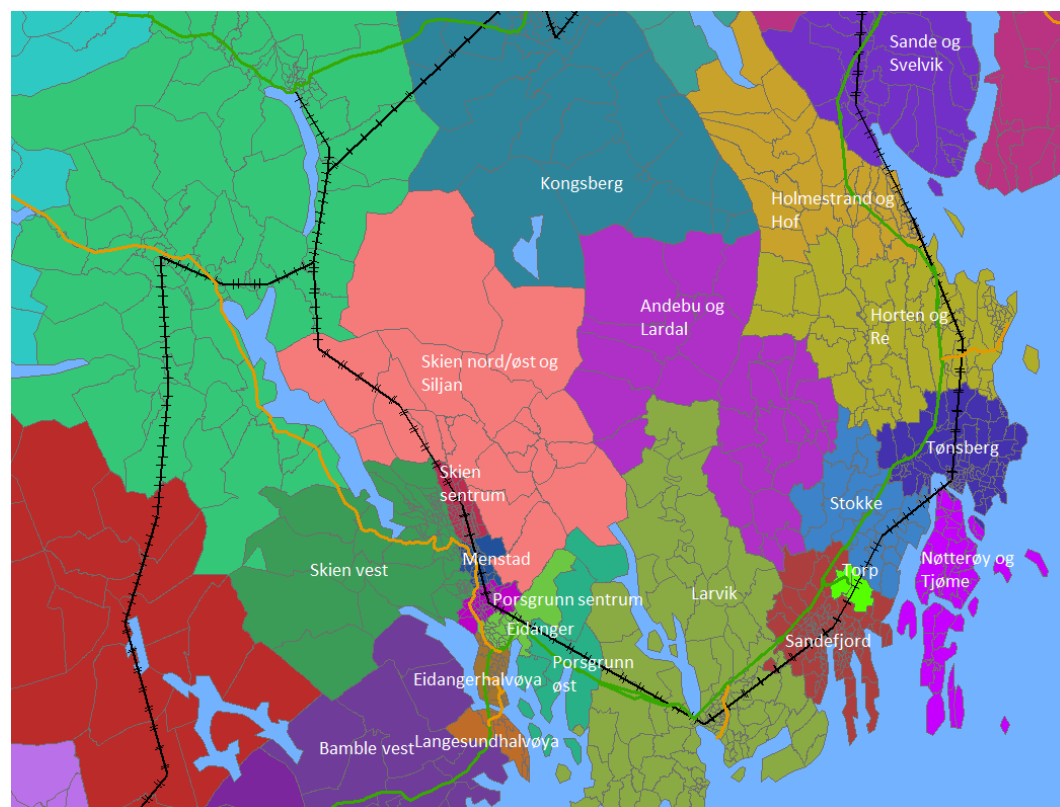 Sande og
Svelvik
Kongsberg
Holmestrand og
Hof
Andebu og
Lardal
Horten og
Re
Skien nord/øst og
Siljan
Tønsberg
Skien
sentrum
Stokke
Menstad
Skien vest
Torp
Nøtterøy og
Tjøme
Porsgrunn sentrum
Larvik
Eidanger
Sandefjord
Porsgrunn
øst
Eidangerhalvøya
Langesundhalvøya
Bamble vest